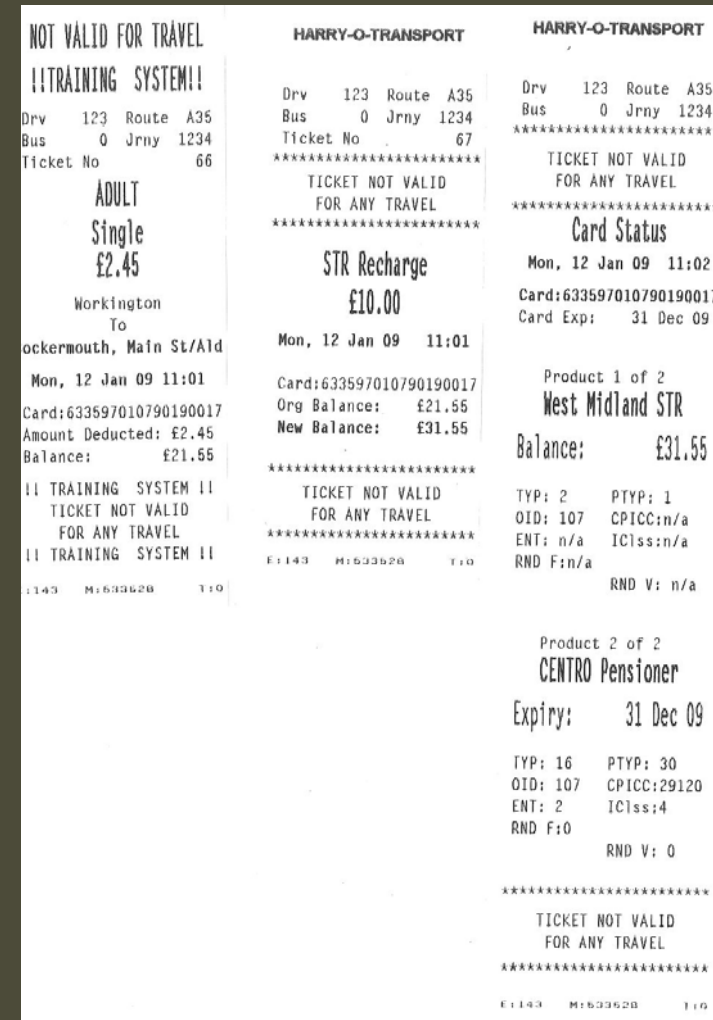 NOT VALID FOR TRAVEL
!!TRAINING SYSTEM!!
Drv 123 Route A35
Bus 0 Jrny 1234
Ticket No 66
ADULT
Single
£2.45
Workington
To
ockermouth, Main St/Ald
Mon, 12 Jan 09 11:01
Card:633597010790190017
Amount Deducted: £2.45
Balance: £21.55
!! TRAINING SYSTEM !!
TICKET NOT VALID
FOR ANY TRAVEL
!! TRAINING SYSTEM !!
:143 M:633628 T:0
HARRY-O-TRANSPORT
Drv 123 Route A35
Bus 0 Jrny 1234
Ticket No 67
************************
TICKET NOT VALID
FOR ANY TRAVEL
************************
STR Recharge
£10.00
Mon, 12 Jan 09 11:01
Card:633597010790190017
Org Balance: £21.55
New Balance: £31.55
************************
TICKET NOT VALID
FOR ANY TRAVEL
************************
E:143 M:633628 T:0
HARRY-O-TRANSPORT
Drv 123 Route A35
Bus 0 Jrny 1234
************************
TICKET NOT VALID
FOR ANY TRAVEL
************************
Card Status
Mon, 12 Jan 09 11:02
Card:633597010790190017
Card Exp: 31 Dec 09
Product 1 of 2
West Midland STR
Balance: £31.55
TYP: 2 PTYP: 1
OID: 107 CPICC:n/a
ENT: n/a IClss:n/a
RND F:n/a
RND V: n/a
Product 2 of 2
CENTRO Pensioner
Expiry: 31 Dec 09
TYP: 16 PTYP: 30
OID: 107 CPICC:29120
ENT: 2 IClss:4
RND F:0
RND V: 0
************************
TICKET NOT VALID
FOR ANY TRAVEL
************************
E:143 M:633628 T:0